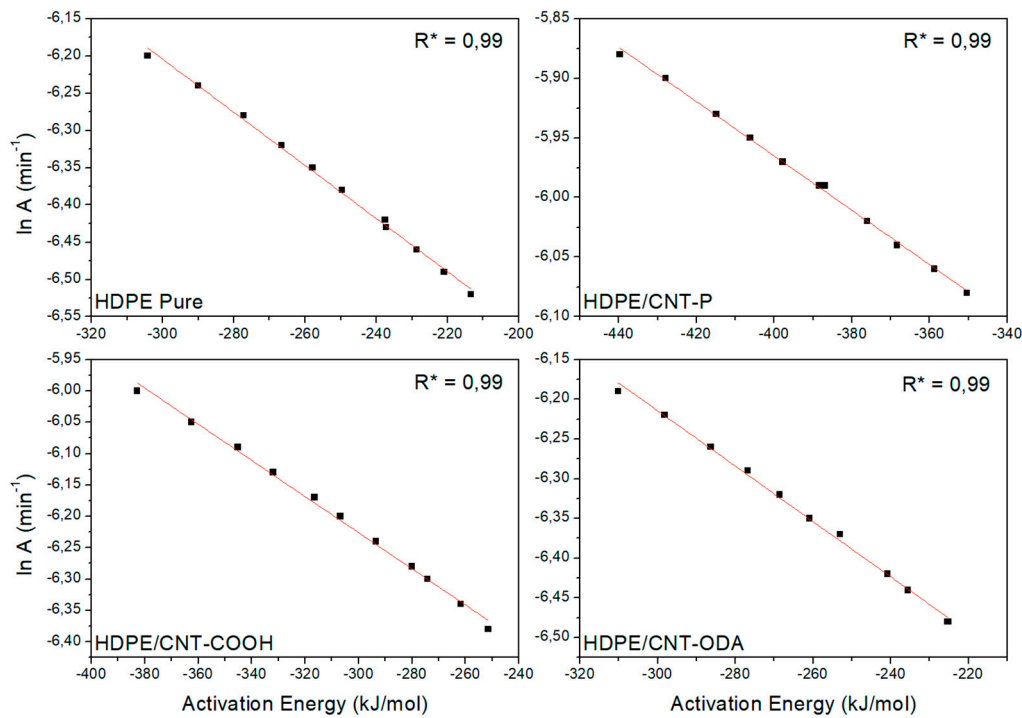 -6,15
-6,20
-6,25
-6,30
-6,35
-6,40
-6,45
-6,50
-6,55
R* = 0,99
HDPE Pure
-320 -300 -280 -260 -240 -220 -200
-5,85
-5,90
-5,95
-6,00
-6,05
-6,10
R* = 0,99
HDPE/CNT-P
-440 -420 -400 -380 -360 -340
ln A (min-1)
-5,95
-6,00
-6,05
-6,10
-6,15
-6,20
-6,25
-6,30
-6,35
-6,40
R* = 0,99
HDPE/CNT-COOH
-400 -380 -360 -340 -320 -300 -280 -260 -240
ln A (min-1)
Activation Energy (kJ/mol)
-6,15
-6,20
-6,25
-6,30
-6,35
-6,40
-6,45
-6,50
R* = 0,99
HDPE/CNT-ODA
-320 -300 -280 -260 -240 -220
Activation Energy (kJ/mol)